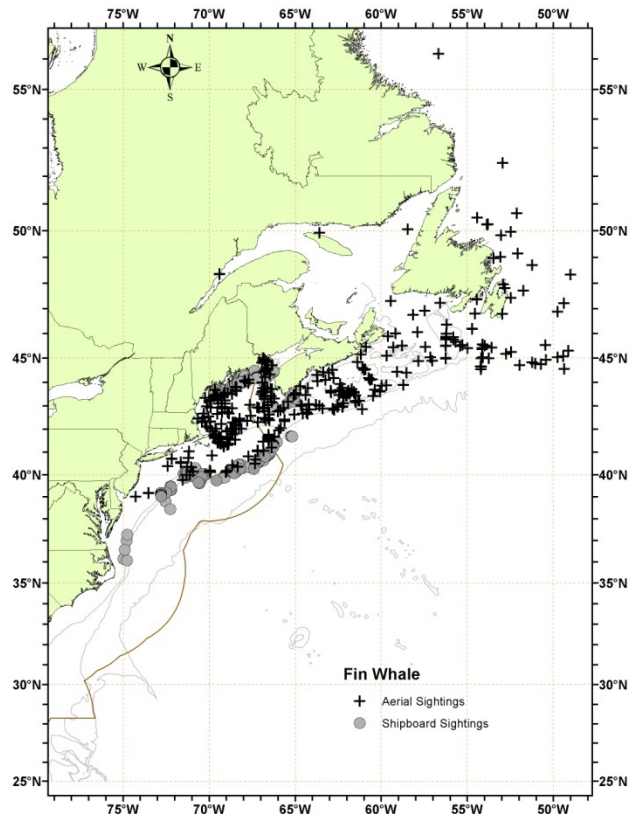 75°W 70°W 65°W 60°W 55°W 50°W
N
W E
S
55°N 55°N
50°N 50°N
45°N 45°N
40°N 40°N
35°N 35°N
30°N 30°N
25°N 25°N
Fin Whale
Aerial Sightings
Shipboard Sightings
75°W 70°W 65°W 60°W 55°W 50°W